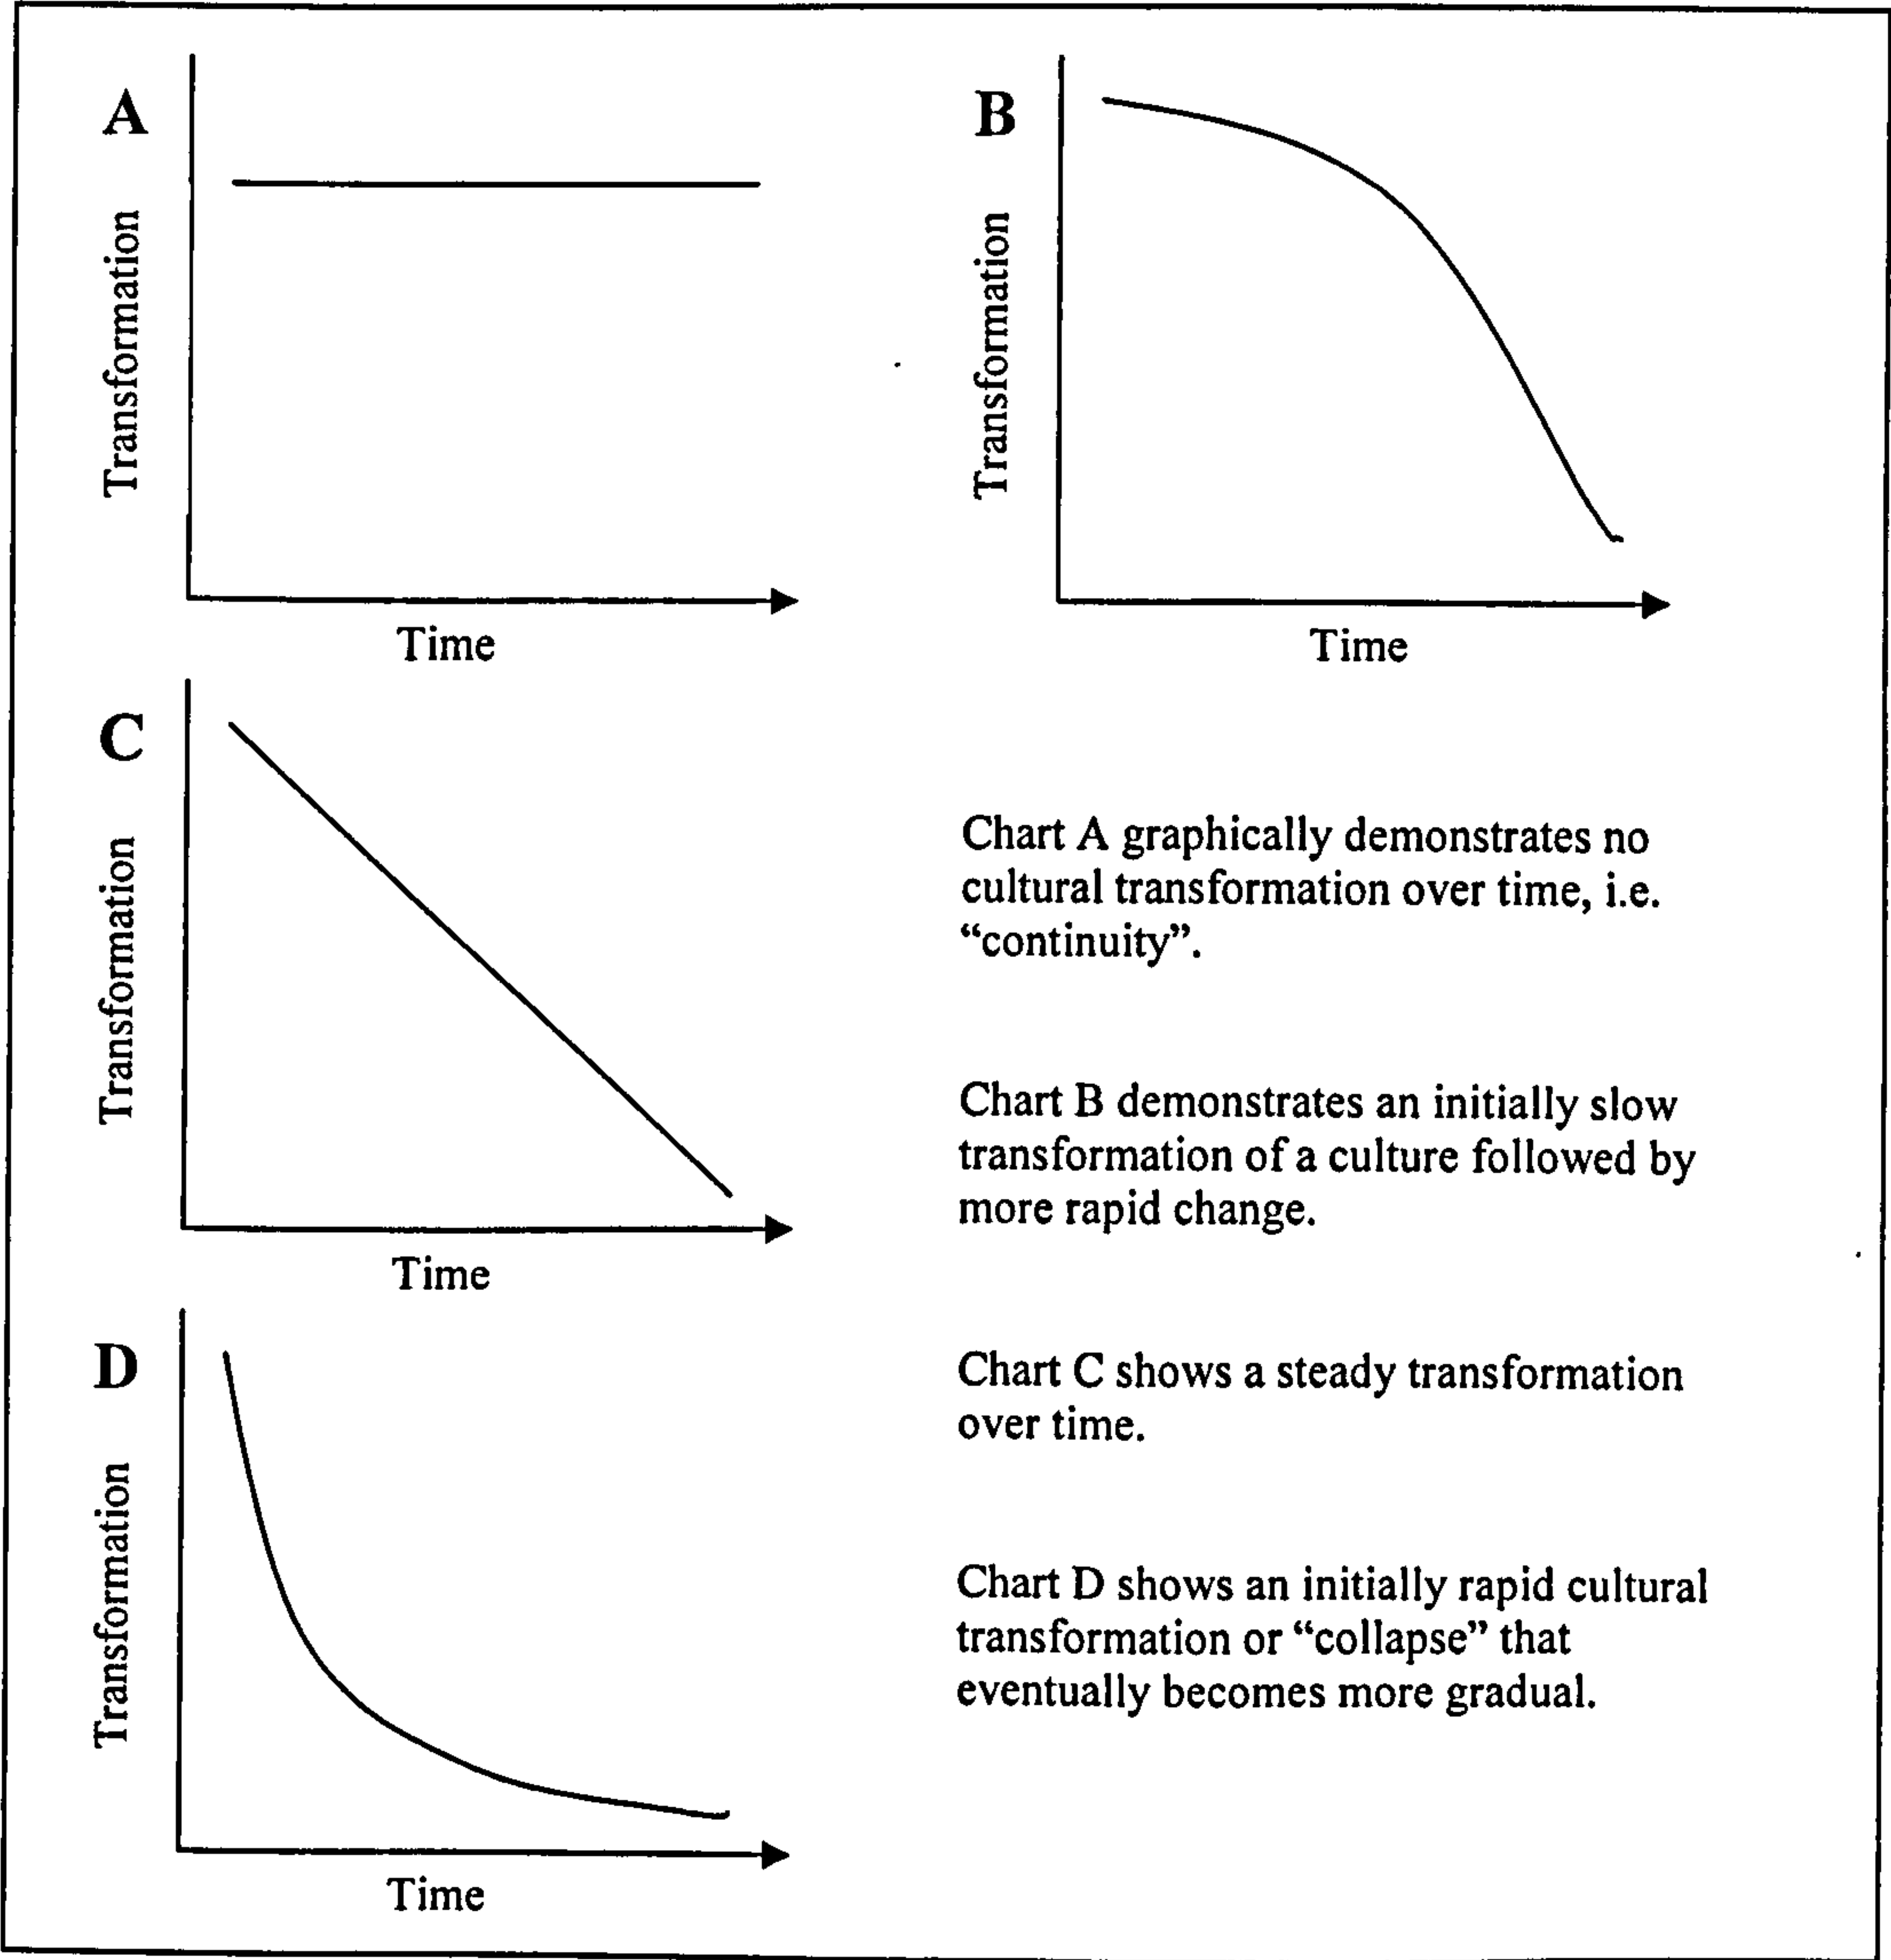 A
Transformation
Time
B
Transformation
Time
C
Transformation
Time
Chart A graphically demonstrates no
cultural transformation over time, i.e.
“continuity”.
Chart B demonstrates an initially slow
transformation of a culture followed by
more rapid change.
D
Transformation
Time
Chart C shows a steady transformation
over time.
Chart D shows an initially rapid cultural
transformation or “collapse” that
eventually becomes more gradual.